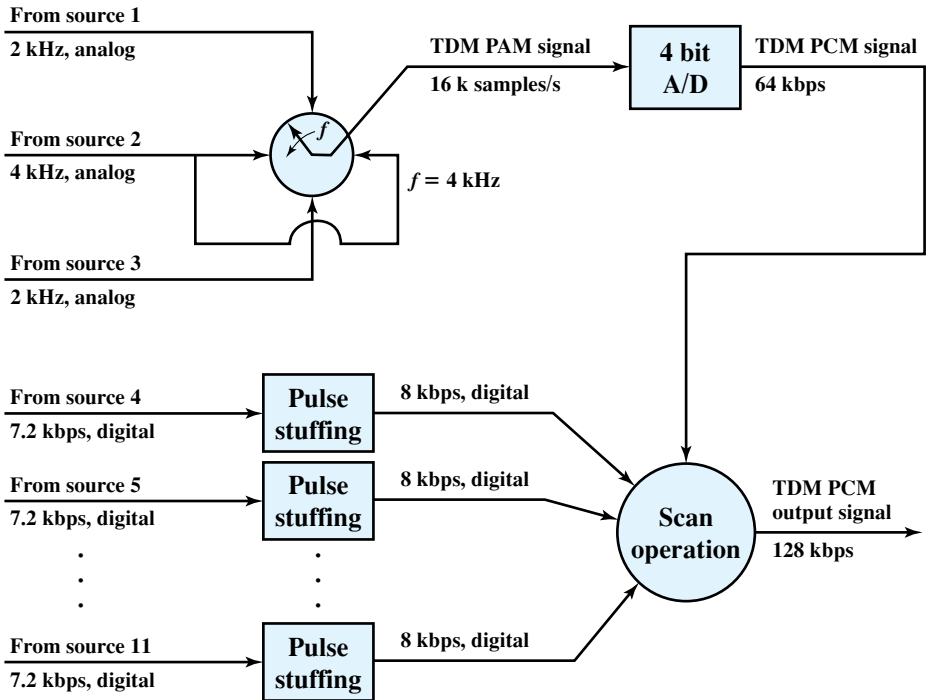 From source 1
2 kHz, analog
TDM PAM signal
16 k samples/s
4 bit
A/D
TDM PCM signal
64 kbps
f
From source 2
4 kHz, analog
f = 4 kHz
From source 3
2 kHz, analog
From source 4
7.2 kbps, digital
Pulse
stuffing
8 kbps, digital
From source 5
7.2 kbps, digital
Pulse
stuffing
8 kbps, digital
Scan
operation
TDM PCM
output signal
128 kbps
From source 11
7.2 kbps, digital
Pulse
stuffing
8 kbps, digital